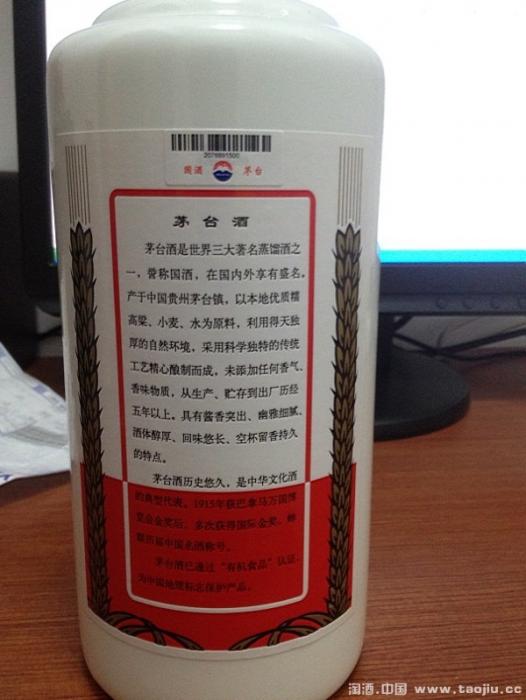 2076891500
国酒 茅台
茅台酒
茅台酒是世界三大著名蒸馏酒之
一，誉称国酒，在国内外享有盛名。
产于中国贵州茅台镇，以本地优质糯
高粱、小麦、水为原料，利用得天独
厚的自然环境，采用科学独特的传统
工艺精心酿制而成，未添加任何香气、
香味物质，从生产、贮存到出厂历经
五年以上。具有酱香突出、幽雅细腻、
酒体醇厚、回味悠长、空杯留香持久
的特点。
茅台酒历史悠久，是中华文化酒
的典型代表。1915年获巴拿马万国博
览会金奖后，多次获得国际金奖，蝉
联历届中国名酒称号。
茅台酒已通过“有机食品”认证，
为中国地理标志保护产品。
淘酒.中国 www.taojiu.cc